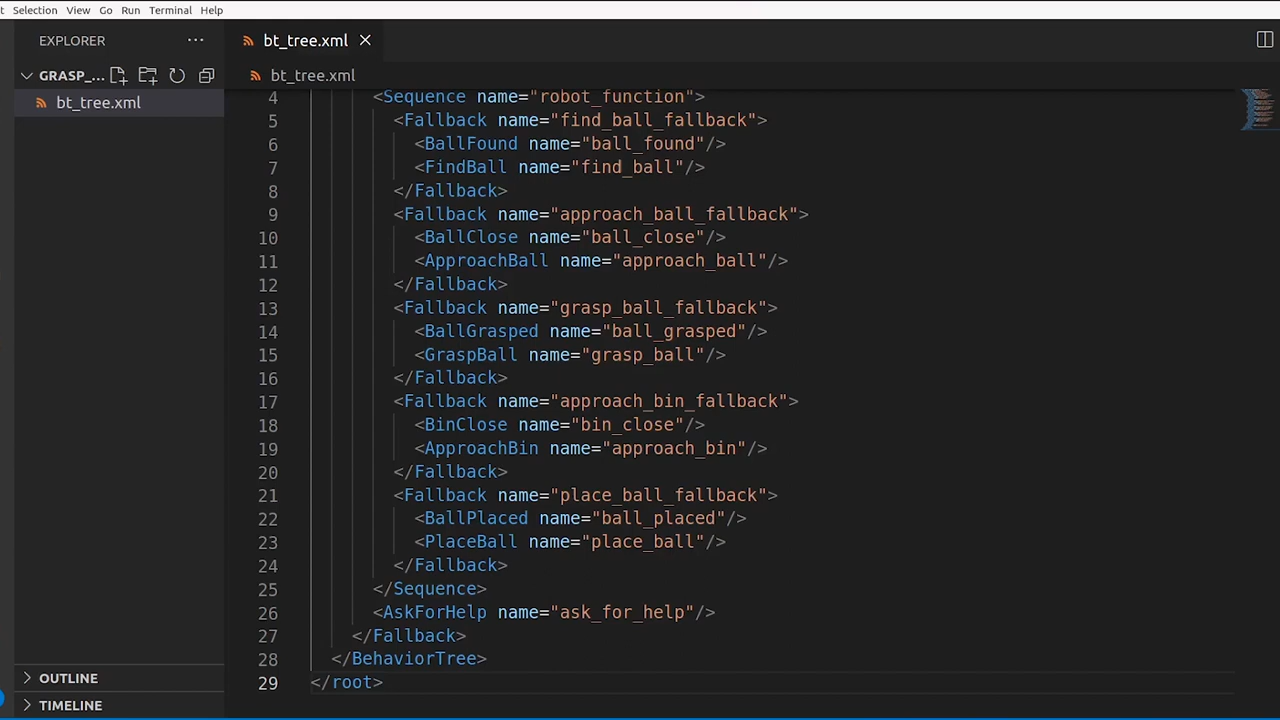 Selection View Go Run Terminal Help
EXPLORER ···
bt_tree.xml
GRASP_...
bt_tree.xml
bt_tree.xml
4 <Sequence name="robot_function">
5 <Fallback name="find_ball_fallback">
6 <BallFound name="ball_found"/>
7 <FindBall name="find_ball"/>
8 </Fallback>
9 <Fallback name="approach_ball_fallback">
10 <BallClose name="ball_close"/>
11 <ApproachBall name="approach_ball"/>
12 </Fallback>
13 <Fallback name="grasp_ball_fallback">
14 <BallGrasped name="ball_grasped"/>
15 <GraspBall name="grasp_ball"/>
16 </Fallback>
17 <Fallback name="approach_bin_fallback">
18 <BinClose name="bin_close"/>
19 <ApproachBin name="approach_bin"/>
20 </Fallback>
21 <Fallback name="place_ball_fallback">
22 <BallPlaced name="ball_placed"/>
23 <PlaceBall name="place_ball"/>
24 </Fallback>
25 </Sequence>
26 <AskForHelp name="ask_for_help"/>
27 </Fallback>
28 </BehaviorTree>
29 </root>
OUTLINE
TIMELINE